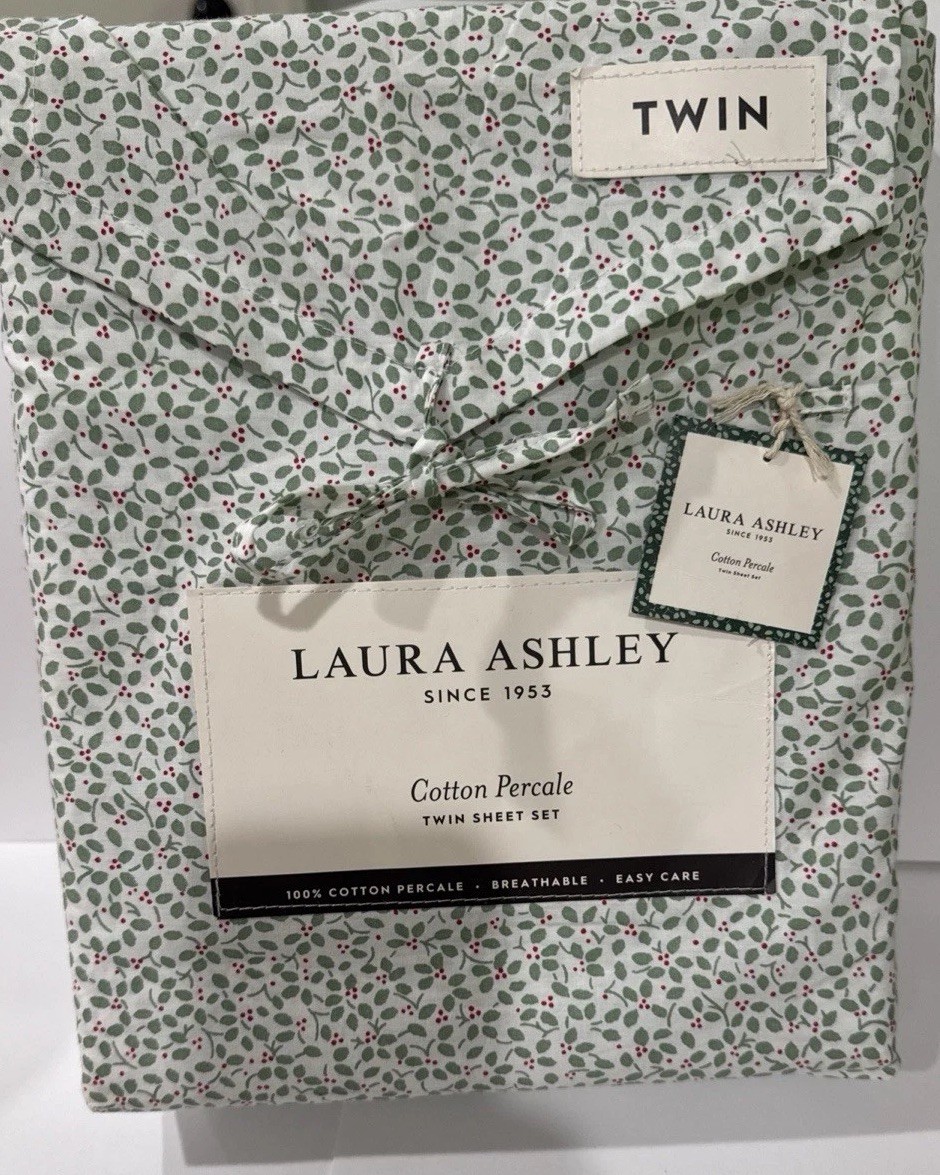 TWIN
LAURA ASHLEY
SINCE 1953
Cotton Percale
Twin Sheet Set
LAURA ASHLEY
SINCE 1953
Cotton Percale
TWIN SHEET SET
100% COTTON PERCALE • BREATHABLE • EASY CARE